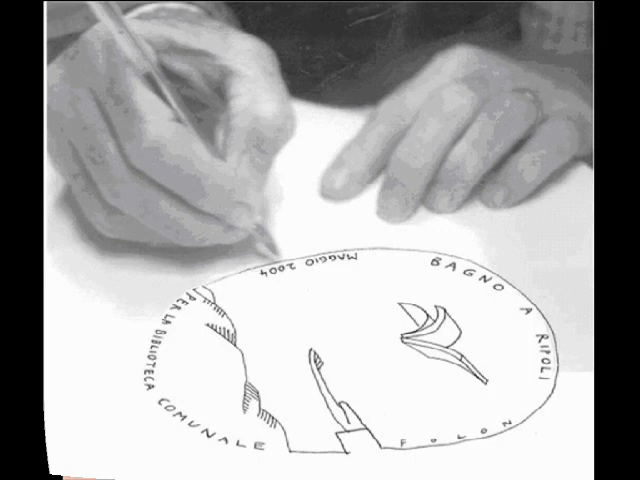 MAGGIO 2004
BAGNO A RIPOLI
PER LA BIBLIOTECA COMUNALE
FOLON